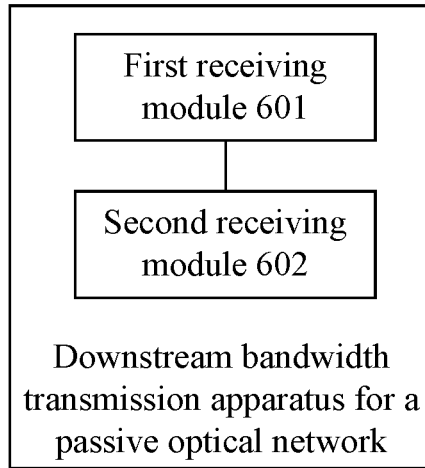 First receiving
module 601
Second receiving
module 602
Downstream bandwidth
transmission apparatus for a
passive optical network